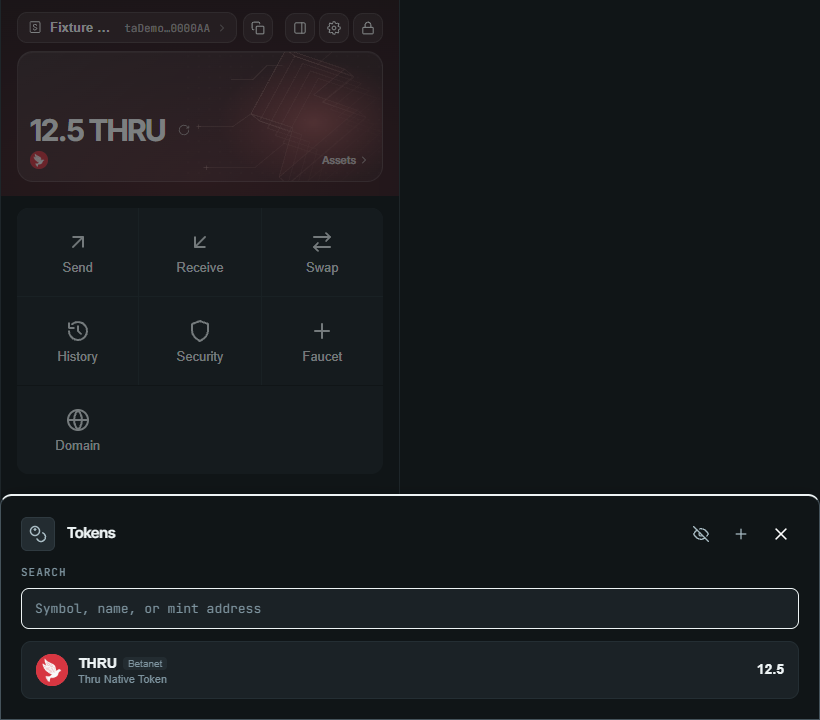 Fixture ... taDemo…0000AA
12.5 THRU
Assets
Send
Receive
Swap
History
Security
Faucet
Domain
Tokens
SEARCH
Symbol, name, or mint address
THRU Betanet
12.5
Thru Native Token